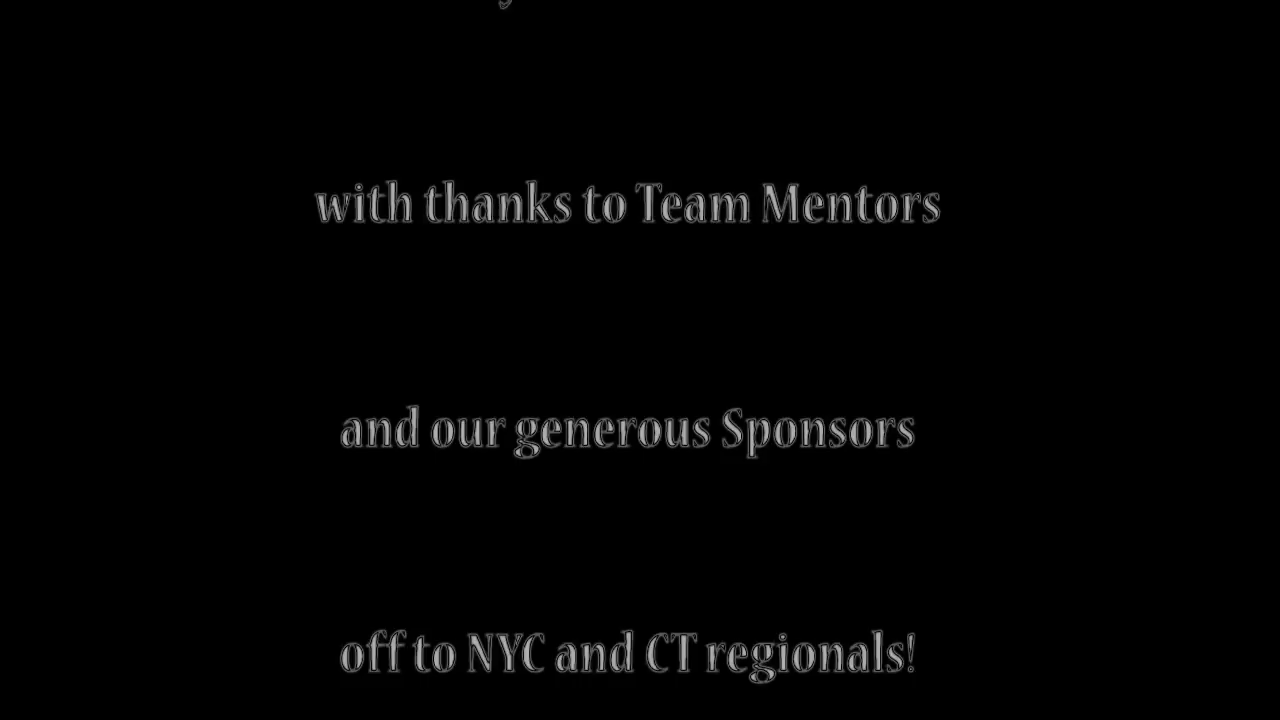 with thanks to Team Mentors
and our generous Sponsors
off to NYC and CT regionals!